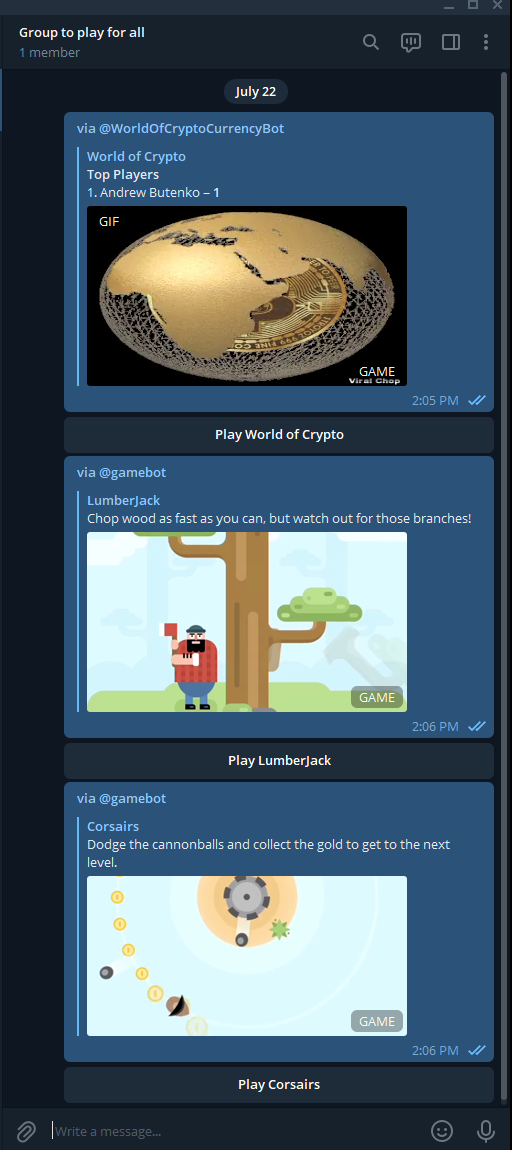 Group to play for all
1 member
July 22
via @WorldOfCryptoCurrencyBot
World of Crypto
Top Players
1. Andrew Butenko – 1
GIF
GAME
Viral Chop
2:05 PM
Play World of Crypto
via @gamebot
LumberJack
Chop wood as fast as you can, but watch out for those branches!
GAME
2:06 PM
Play LumberJack
via @gamebot
Corsairs
Dodge the cannonballs and collect the gold to get to the next
level.
GAME
2:06 PM
Play Corsairs
Write a message...